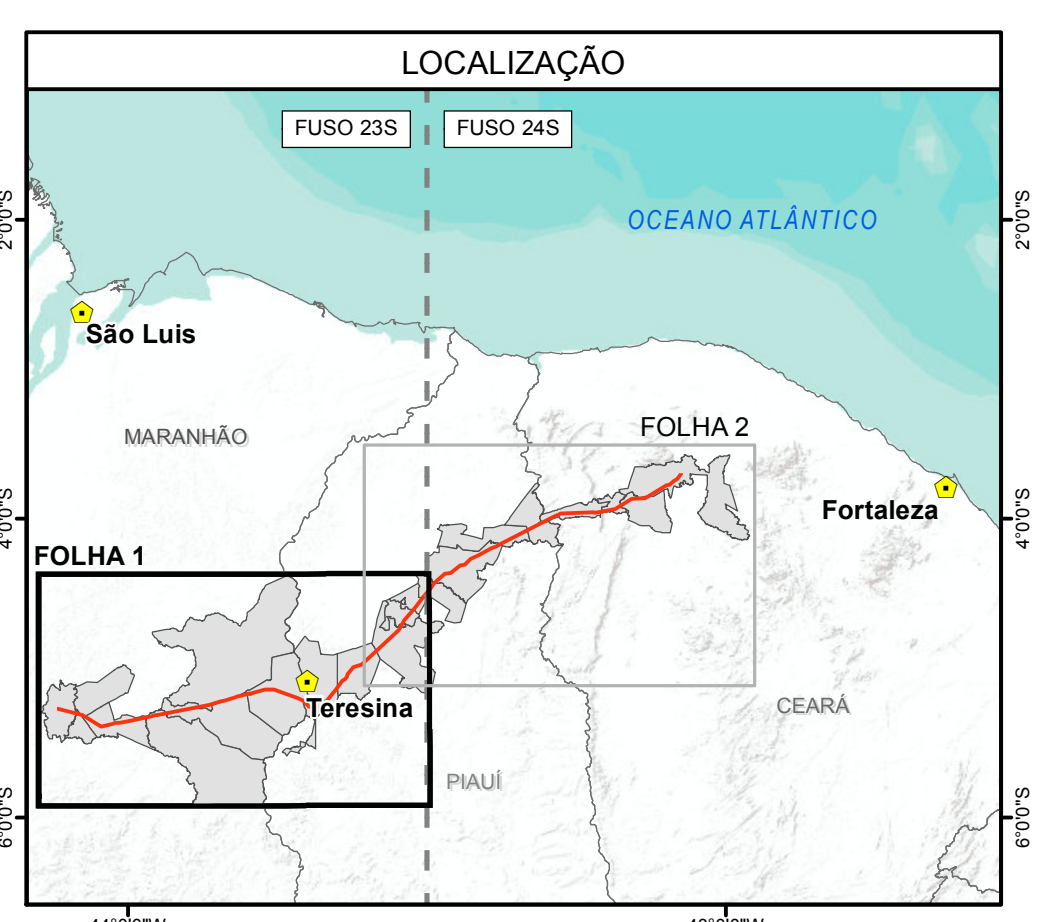 LOCALIZAÇÃO
FUSO 23S
FUSO 24S
2°0'0"S
2°0'0"S
OCEANO ATLÂNTICO
São Luis
MARANHÃO
FOLHA 2
Fortaleza
4°0'0"S
4°0'0"S
FOLHA 1
Teresina
CEARÁ
PIAUÍ
6°0'0"S
6°0'0"S